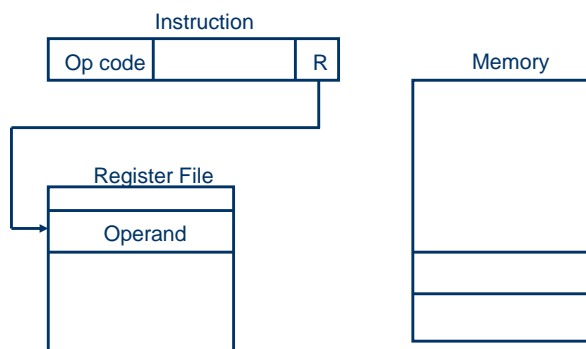 Instruction
Op code
R
Memory
Register File
Operand